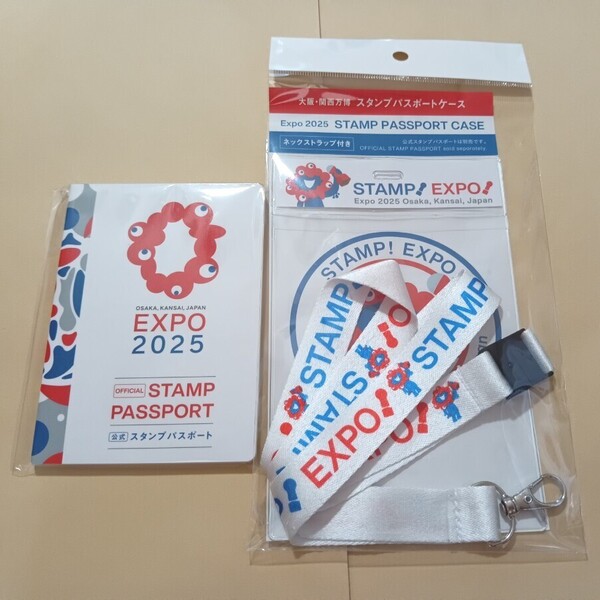 OSAKA, KANSAI, JAPAN
EXPO
2025
OFFICIAL STAMP
PASSPORT
公式 スタンプパスポート
大阪・関西万博 スタンプパスポートケース
Expo 2025 STAMP PASSPORT CASE
ネックストラップ付き
公式スタンプパスポートは別売です。
OFFICIAL STAMP PASSPORT sold separately.
STAMP! EXPO!
Expo 2025 Osaka, Kansai, Japan
STAMP! EXPO
STAMP!
STAMP
EXPO!
STAMP
EXPO!